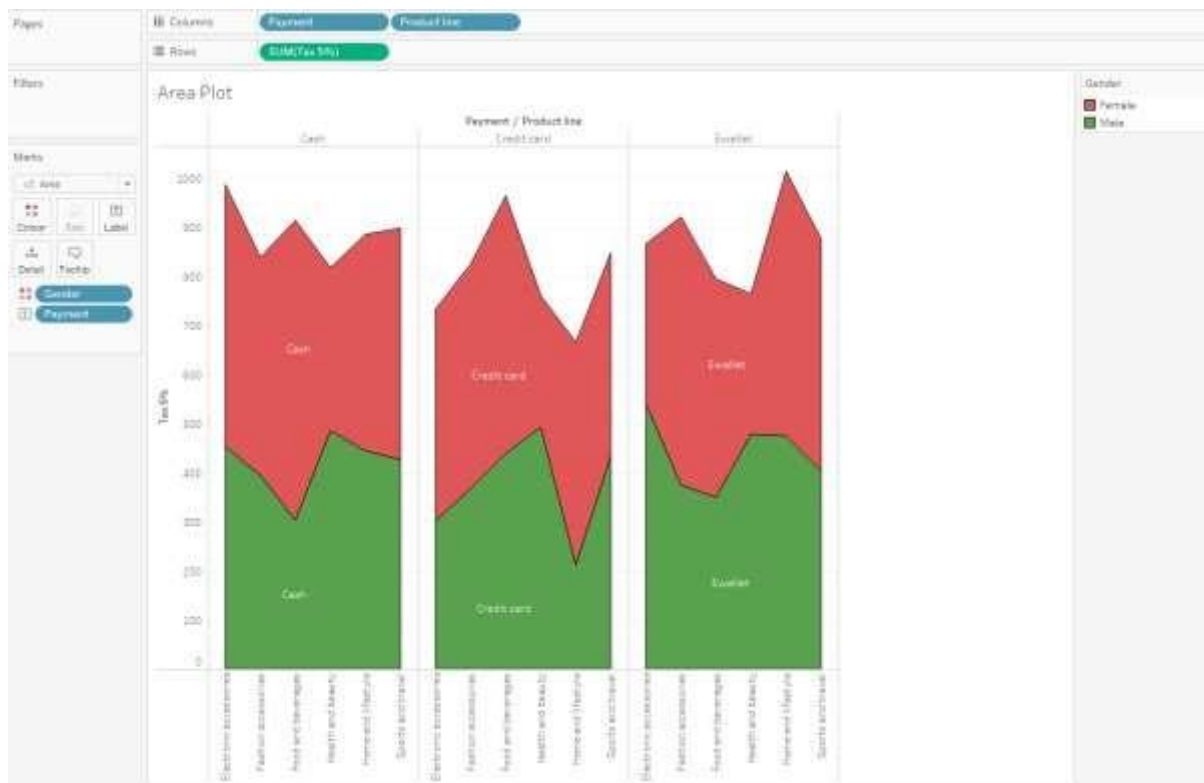 Pages
Columns Payment Product line
Rows SUM(Tax 5%)
Filters
Marks
Area
Colour Size Label
Detail Tooltip
Gender
Payment
Area Plot
Payment / Product line
Cash Credit card Ewallet
Tax 5%
1000
900
800
700
600
500
400
300
200
100
0
Cash
Credit card
Ewallet
Cash
Credit card
Ewallet
Electronic accessories
Fashion accessories
Food and beverages
Health and beauty
Home and lifestyle
Sports and travel
Electronic accessories
Fashion accessories
Food and beverages
Health and beauty
Home and lifestyle
Sports and travel
Electronic accessories
Fashion accessories
Food and beverages
Health and beauty
Home and lifestyle
Sports and travel
Gender
Female
Male